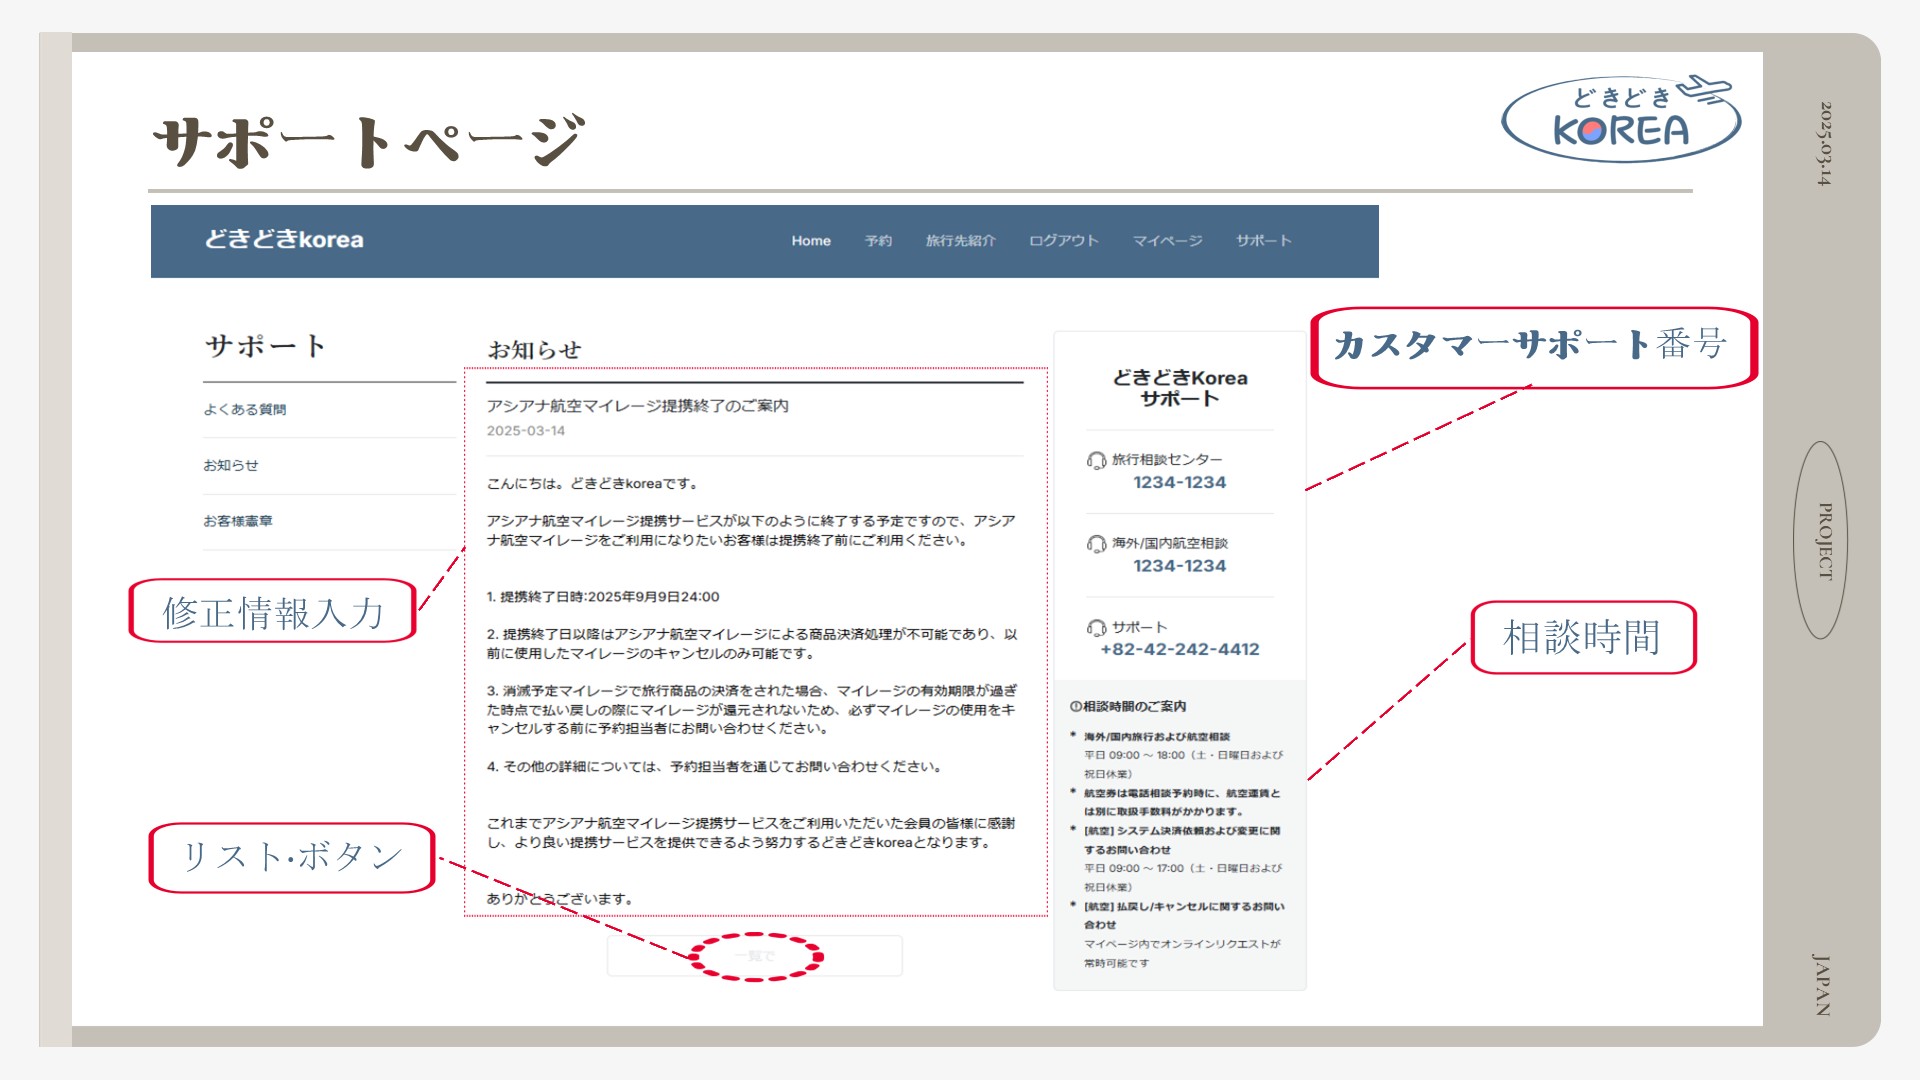 サポートページ
どきどき
KOREA
2025.03.14
PROJECT
JAPAN
どきどきkorea
Home 予約 旅行先紹介 ログアウト マイページ サポート
サポート
よくある質問
お知らせ
お客様憲章
お知らせ
アシアナ航空マイレージ提携終了のご案内
2025-03-14
こんにちは。どきどきkoreaです。
アシアナ航空マイレージ提携サービスが以下のように終了する予定ですので、アシア
ナ航空マイレージをご利用になりたいお客様は提携終了前にご利用ください。
1. 提携終了日時:2025年9月9日24:00
2. 提携終了日以降はアシアナ航空マイレージによる商品決済処理が不可能であり、以
前に使用したマイレージのキャンセルのみ可能です。
3. 消滅予定マイレージで旅行商品の決済をされた場合、マイレージの有効期限が過ぎ
た時点で払い戻しの際にマイレージが還元されないため、必ずマイレージの使用をキ
ャンセルする前に予約担当者にお問い合わせください。
4. その他の詳細については、予約担当者を通じてお問い合わせください。
これまでアシアナ航空マイレージ提携サービスをご利用いただいた会員の皆様に感謝
し、より良い提携サービスを提供できるよう努力するどきどきkoreaとなります。
ありがとうございます。
一覧で
どきどきKorea
サポート
旅行相談センター
1234-1234
海外/国内航空相談
1234-1234
サポート
+82-42-242-4412
①相談時間のご案内
* 海外/国内旅行および航空相談
平日 09:00 ～ 18:00（土・日曜日および
祝日休業）
* 航空券は電話相談予約時に、航空運賃と
は別に取扱手数料がかかります。
* [航空] システム決済依頼および変更に関
するお問い合わせ
平日 09:00 ～ 17:00（土・日曜日および
祝日休業）
* [航空] 払戻し/キャンセルに関するお問い
合わせ
マイページ内でオンラインリクエストが
常時可能です
カスタマーサポート番号
修正情報入力
相談時間
リスト·ボタン